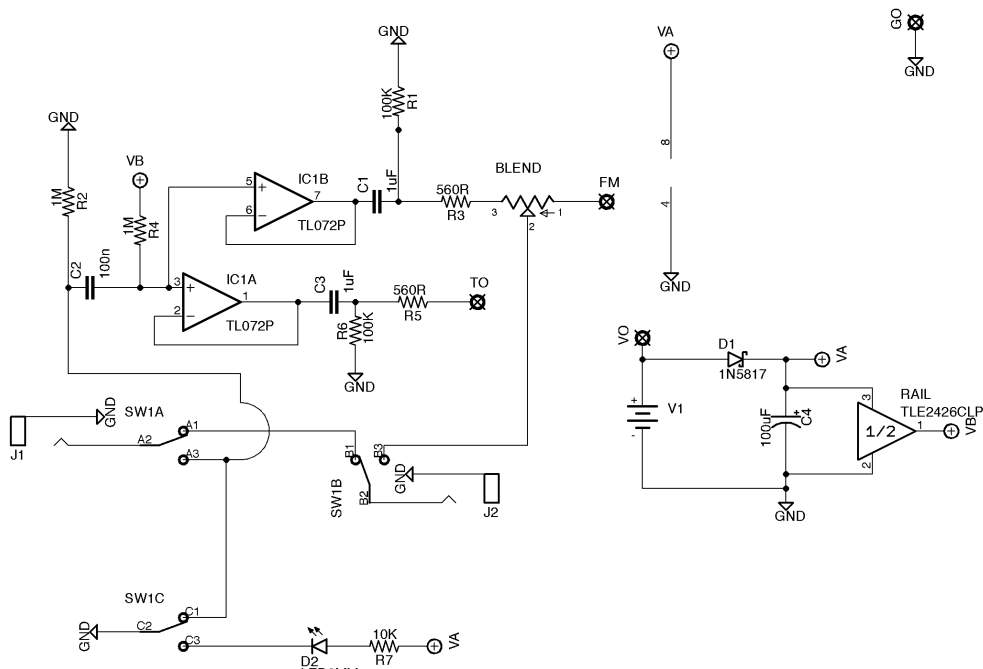 GND
GO
GND
VA
GND
100K
R1
GND
VB
1M
R2
1M
R4
5
6
7
IC1B
TL072P
C1
1uF
560R
R3
BLEND
3
1
2
FM
8
4
GND
C2
100n
3
2
1
IC1A
TL072P
C3
1uF
R6
100K
560R
R5
TO
GND
VO
D1
1N5817
VA
+
-
V1
100uF
+
C4
3
2
1
RAIL
TLE2426CLP
1/2
VB
GND
J1
GND
SW1A
A1
A2
A3
B1
B3
B2
SW1B
GND
J2
SW1C
GND
C1
C2
C3
D2
10K
R7
VA